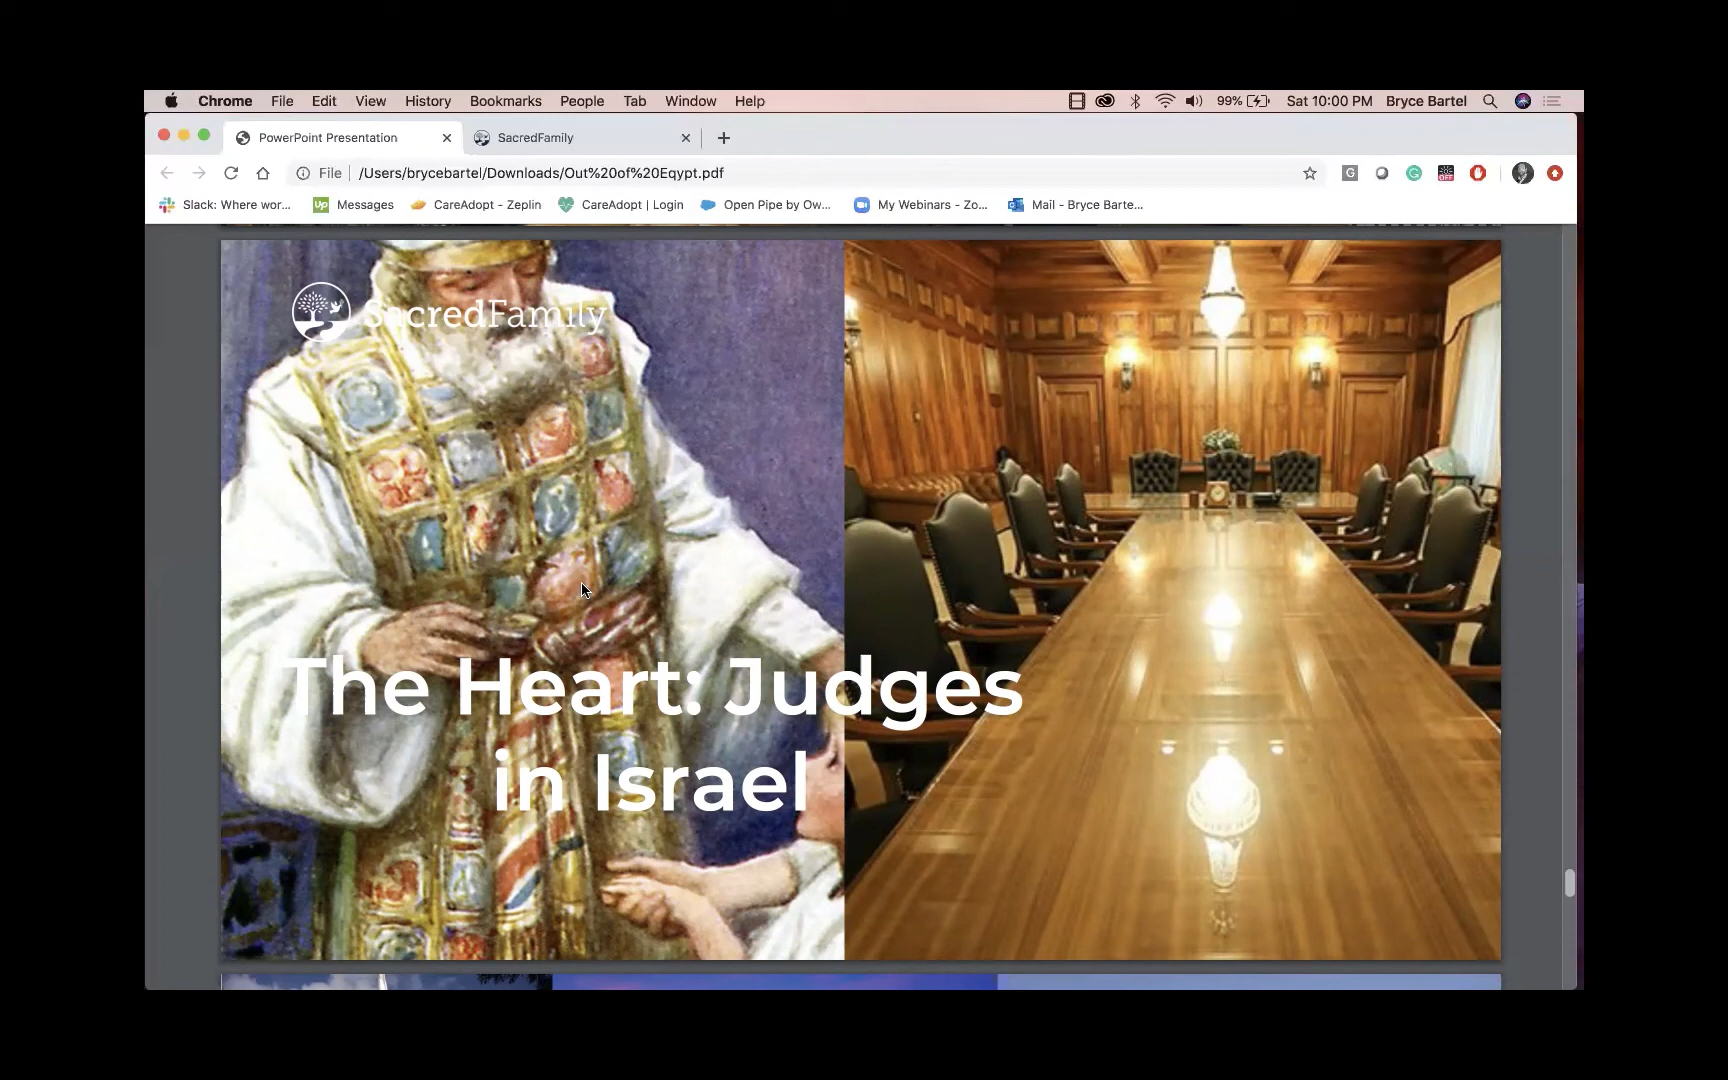 Chrome File Edit View History Bookmarks People Tab Window Help 99% Sat 10:00 PM Bryce Bartel
PowerPoint Presentation SacredFamily
File /Users/brycebartel/Downloads/Out%20of%20Eqypt.pdf
Slack: Where wor... Messages CareAdopt - Zeplin CareAdopt | Login Open Pipe by Ow... My Webinars - Zo... Mail - Bryce Barte...
SacredFamily
The Heart: Judges
in Israel